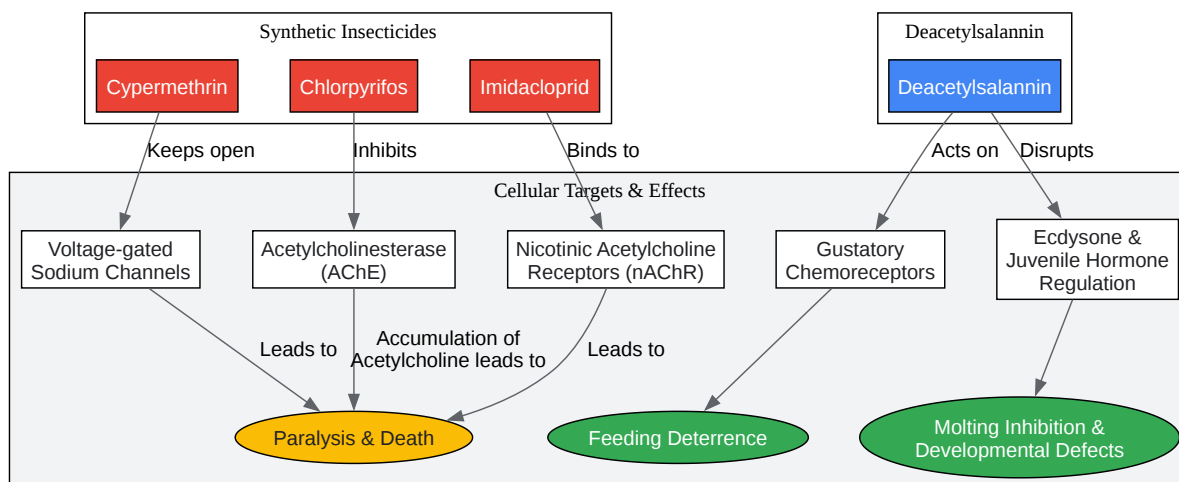 Synthetic Insecticides
Deacetylsalannin
Cypermethrin
Chlorpyrifos
Imidacloprid
Deacetylsalannin
Keeps open
Inhibits
Binds to
Acts on
Disrupts
Cellular Targets & Effects
Voltage-gated
Sodium Channels
Acetylcholinesterase
(AChE)
Nicotinic Acetylcholine
Receptors (nAChR)
Gustatory
Chemoreceptors
Ecdysone &
Juvenile Hormone
Regulation
Leads to
Accumulation of
Acetylcholine leads to
Leads to
Paralysis & Death
Feeding Deterrence
Molting Inhibition &
Developmental Defects